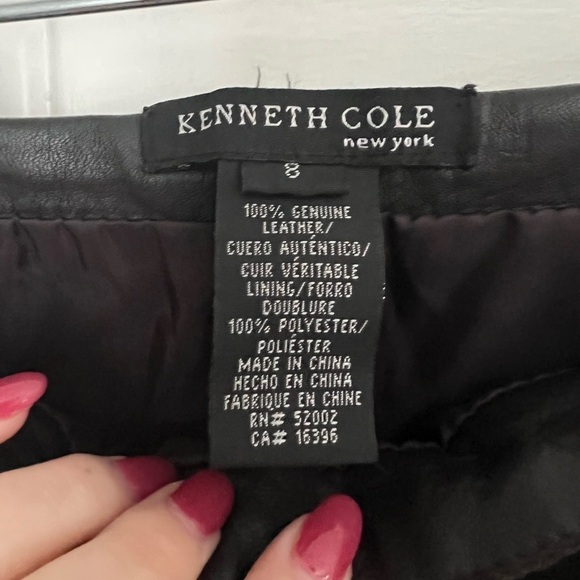 KENNETH COLE
new york
8
100% GENUINE
LEATHER/
CUERO AUTÉNTICO/
CUIR VÉRITABLE
LINING/FORRO
DOUBLURE
100% POLYESTER/
POLIÉSTER
MADE IN CHINA
HECHO EN CHINA
FABRIQUE EN CHINE
RN# 52002
CA# 16396